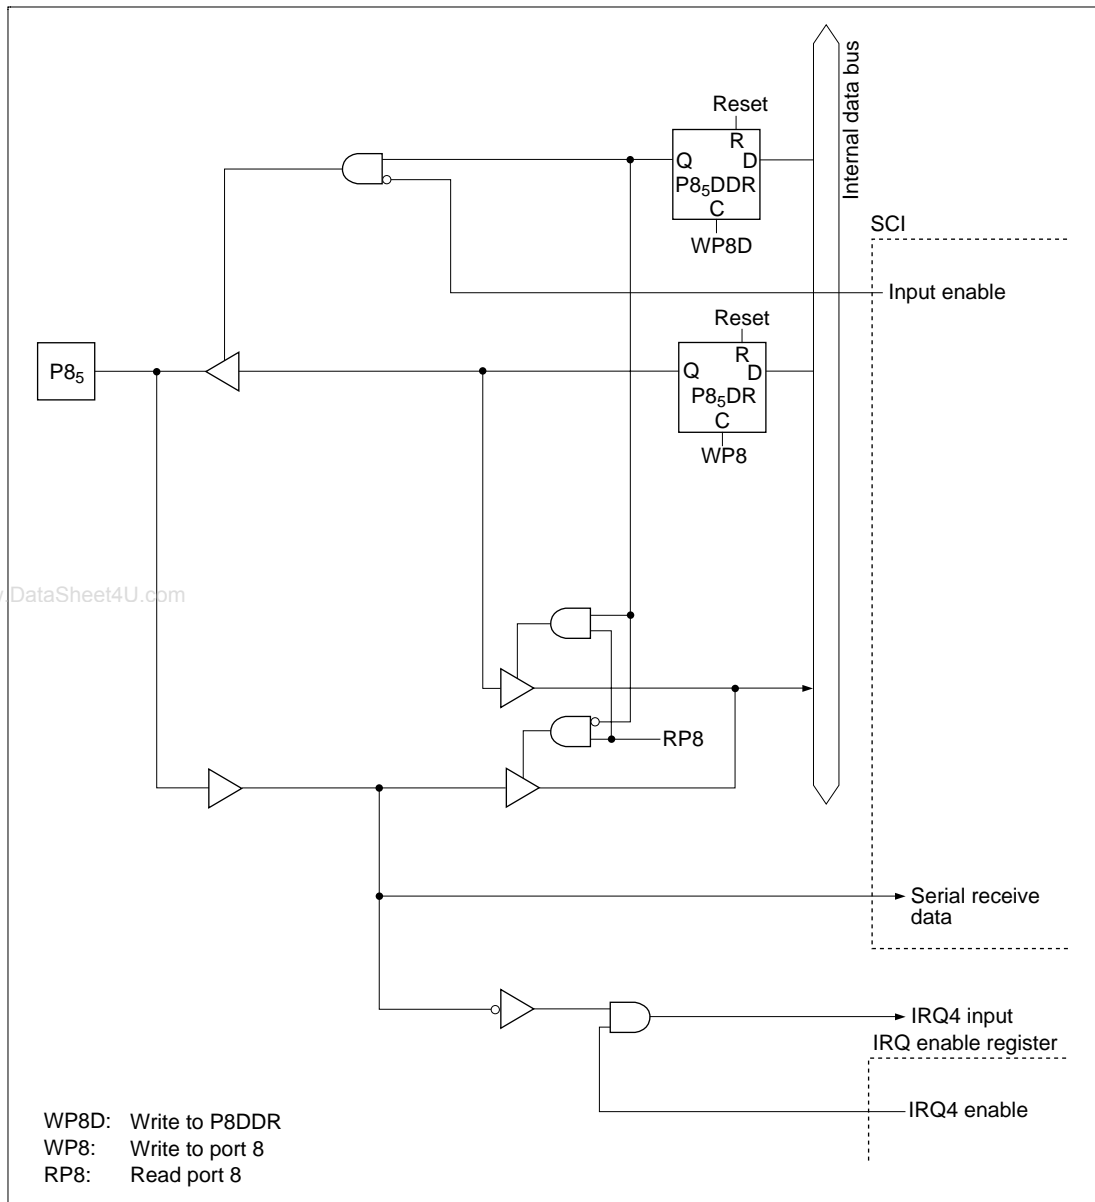 Internal data bus
Reset
R
Q
D
P85DDR
C
WP8D
SCI
Input enable
Reset
R
Q
D
P85DR
C
WP8
P85
w.DataSheet4U.com
RP8
Serial receive
data
IRQ4 input
IRQ enable register
IRQ4 enable
WP8D: Write to P8DDR
WP8: Write to port 8
RP8: Read port 8